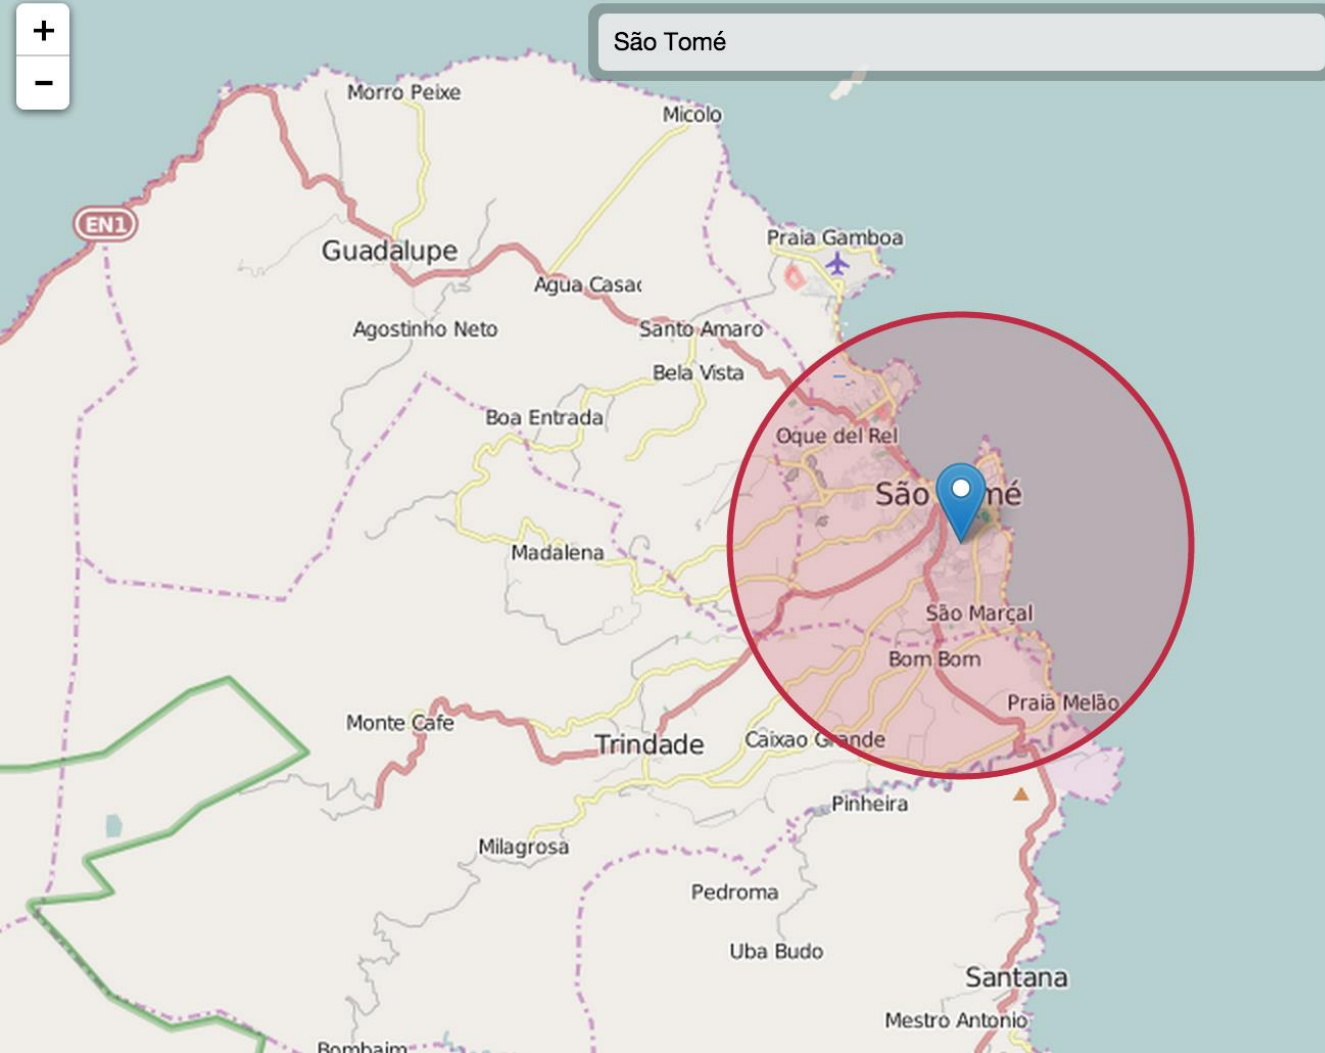 +
São Tomé
−
Morro Peixe
Micolo
EN1
Praia Gamboa
Guadalupe
Agua Casac
Agostinho Neto
Santo Amaro
Bela Vista
Boa Entrada
Oque del Rei
São mé
Madalena
São Marçal
Bom Bom
Praia Melão
Monte Cafe
Trindade
Caixao Grande
Pinheira
Milagrosa
Pedroma
Uba Budo
Santana
Mestro Antonio
Bombaim